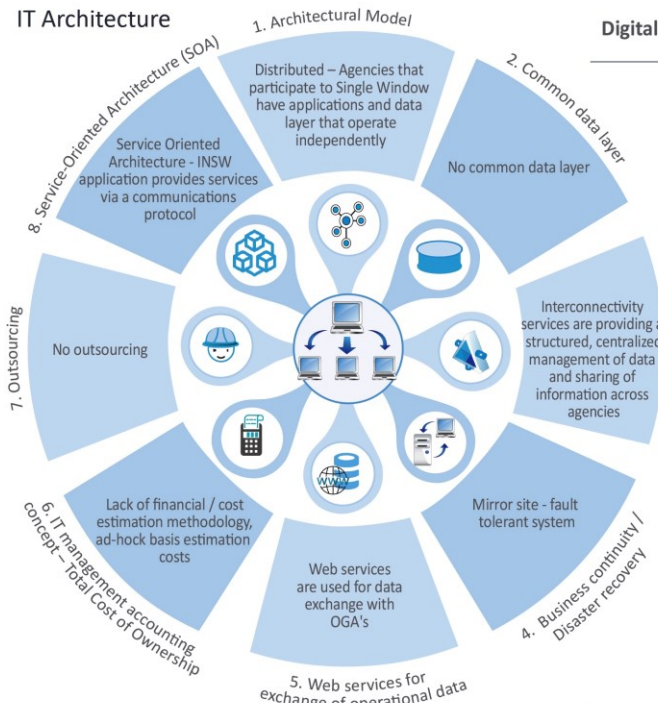 IT Architecture
Digital
1. Architectural Model
Distributed – Agencies that
participate to Single Window
have applications and data
layer that operate
independently
2. Common data layer
No common data layer
Interconnectivity
services are providing a
structured, centralized
management of data
and sharing of
information across
agencies
4. Business continuity /
Disaster recovery
Mirror site - fault
tolerant system
5. Web services for
exchange of operational data
Web services
are used for data
exchange with
OGA's
WWW
6. IT management accounting
concept – Total Cost of Ownership
Lack of financial / cost
estimation methodology,
ad-hock basis estimation
costs
7. Outsourcing
No outsourcing
8. Service-Oriented Architecture (SOA)
Service Oriented
Architecture - INSW
application provides services
via a communications
protocol